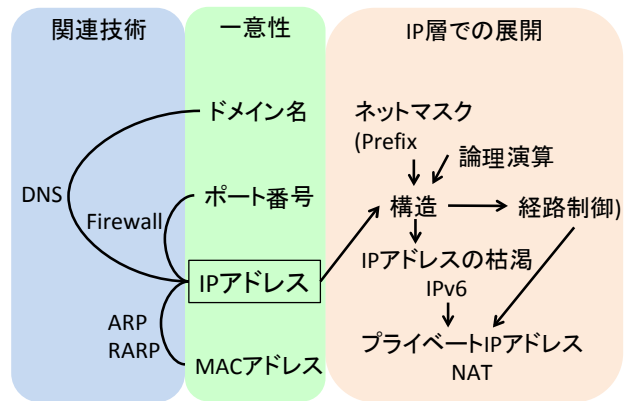 関連技術
一意性
IP層での展開
ドメイン名
ポート番号
IPアドレス
MACアドレス
DNS
Firewall
ARP
RARP
ネットマスク
(Prefix
論理演算
構造
経路制御)
IPアドレスの枯渇
IPv6
プライベートIPアドレス
NAT